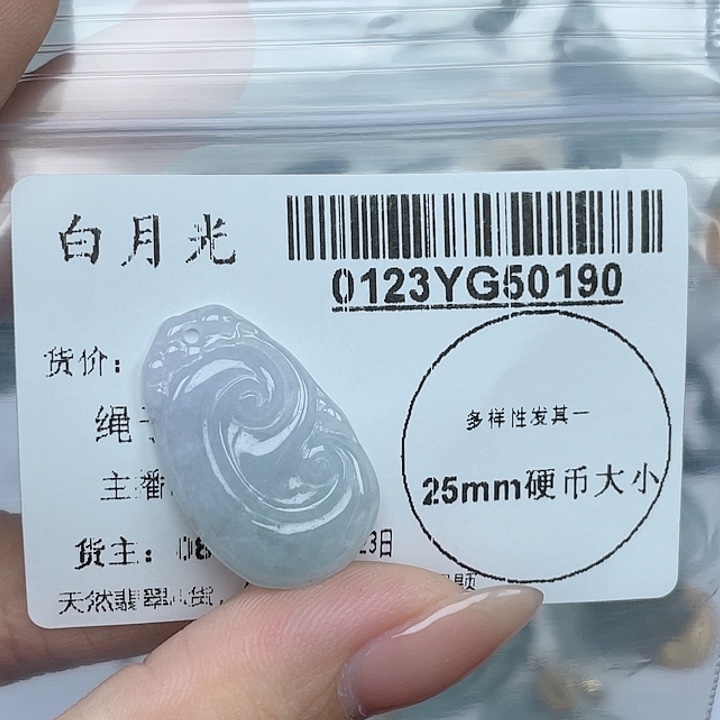 白月光
0123YG50190
货价：
绳
多样性发其一
主播
25mm硬币大小
货主：
23日
天然翡翠